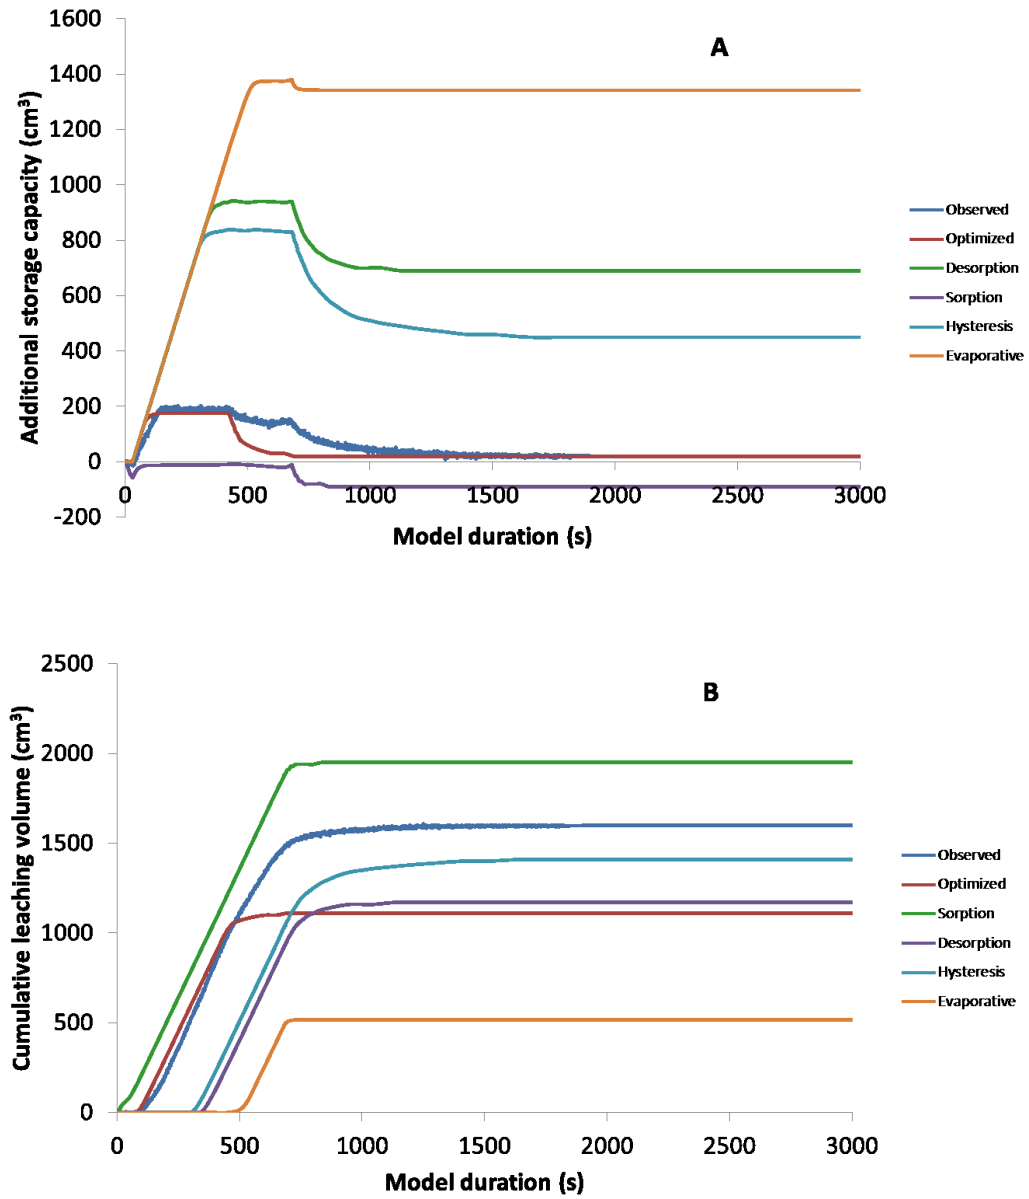 A
Additional storage capacity (cm³)
1600
1400
1200
1000
800
600
400
200
0
-200
0 500 1000 1500 2000 2500 3000
Model duration (s)
Observed
Optimized
Desorption
Sorption
Hysteresis
Evaporative
B
Cumulative leaching volume (cm³)
2500
2000
1500
1000
500
0
0 500 1000 1500 2000 2500 3000
Model duration (s)
Observed
Optimized
Sorption
Desorption
Hysteresis
Evaporative